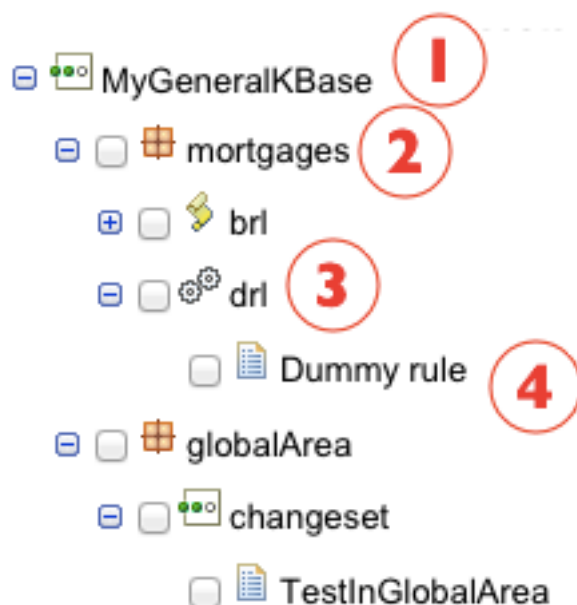 MyGeneralKBase 1
mortgages 2
brl
drl 3
Dummy rule 4
globalArea
changeset
TestInGlobalArea